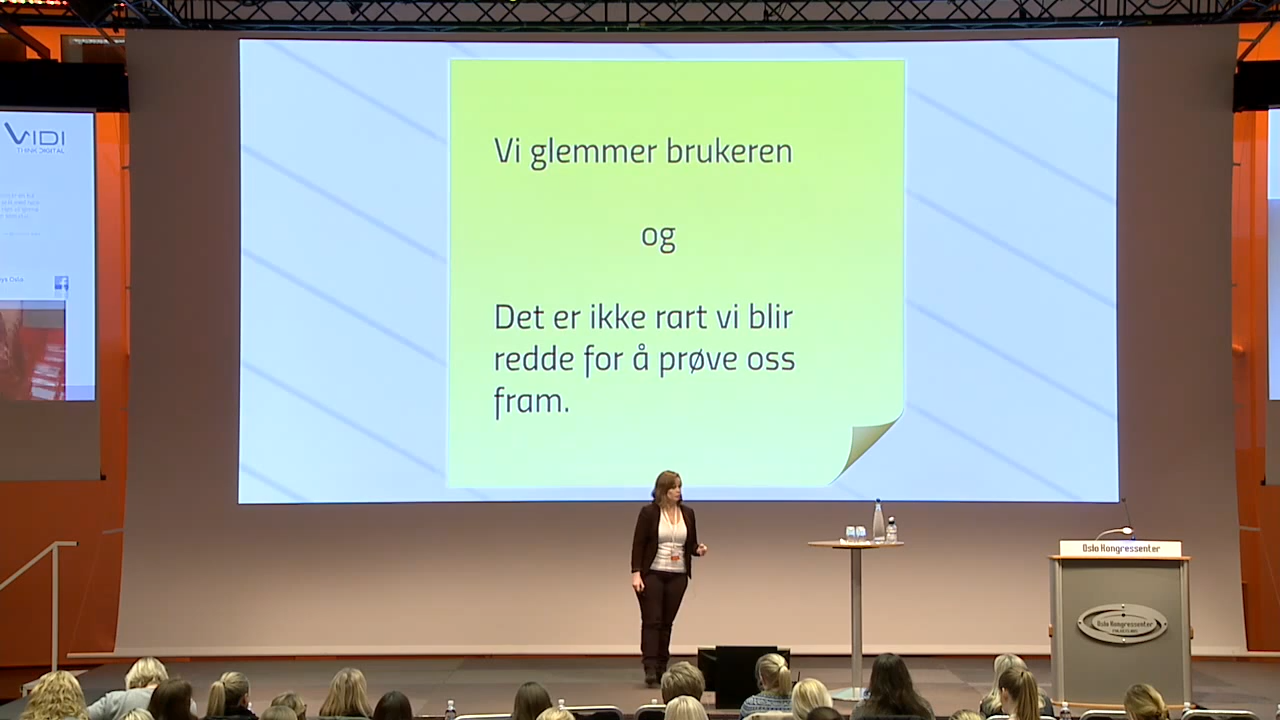 Vi glemmer brukeren
og
Det er ikke rart vi blir
redde for å prøve oss
fram.
VIDI
THINK DIGITAL
Oslo Kongressenter
Oslo Kongressenter